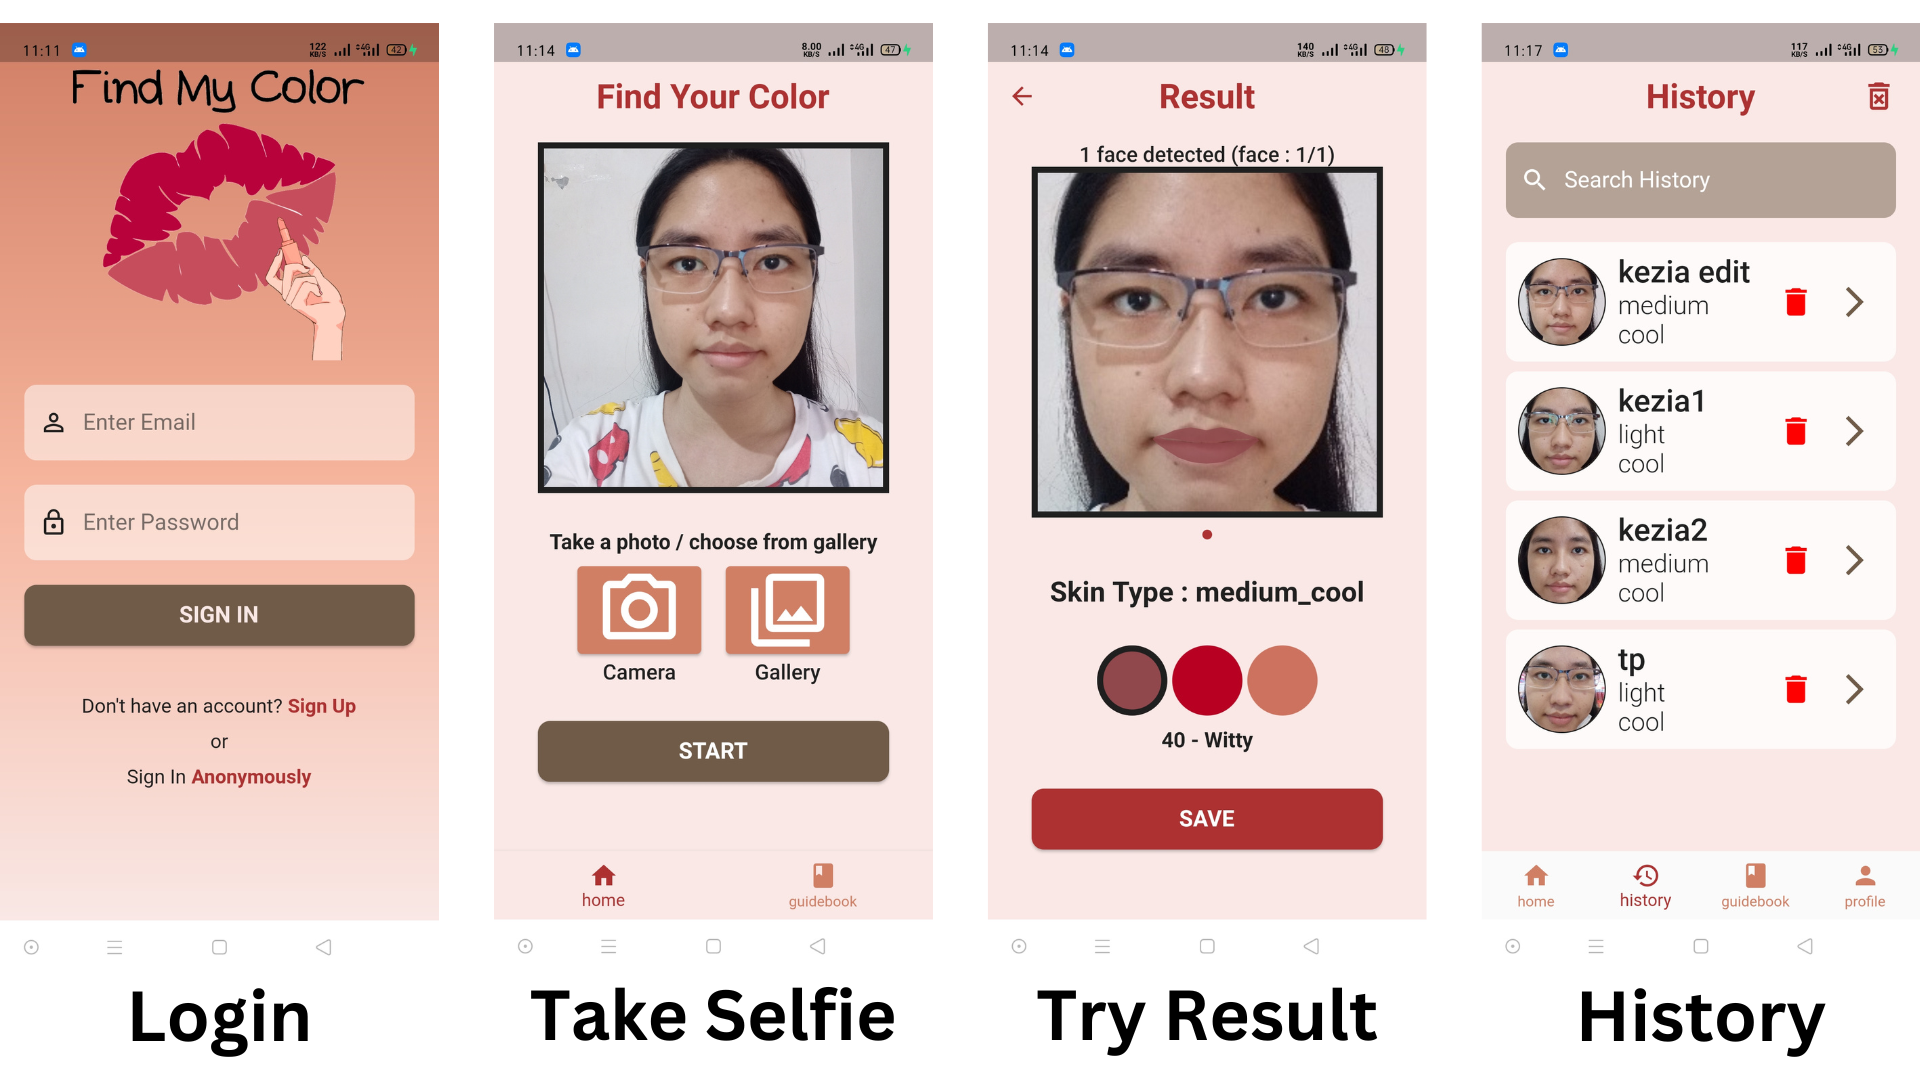 11:11
122
KB/S
4G
42
Find My Color
Enter Email
Enter Password
SIGN IN
Don't have an account? Sign Up
or
Sign In Anonymously
Login
11:14
8.00
KB/S
4G
47
Find Your Color
Take a photo / choose from gallery
Camera
Gallery
START
home
guidebook
Take Selfie
11:14
140
KB/S
4G
48
Result
1 face detected (face : 1/1)
Skin Type : medium_cool
40 - Witty
SAVE
Try Result
11:17
117
KB/S
4G
53
History
Search History
kezia edit
medium
cool
kezia1
light
cool
kezia2
medium
cool
tp
light
cool
home
history
guidebook
profile
History